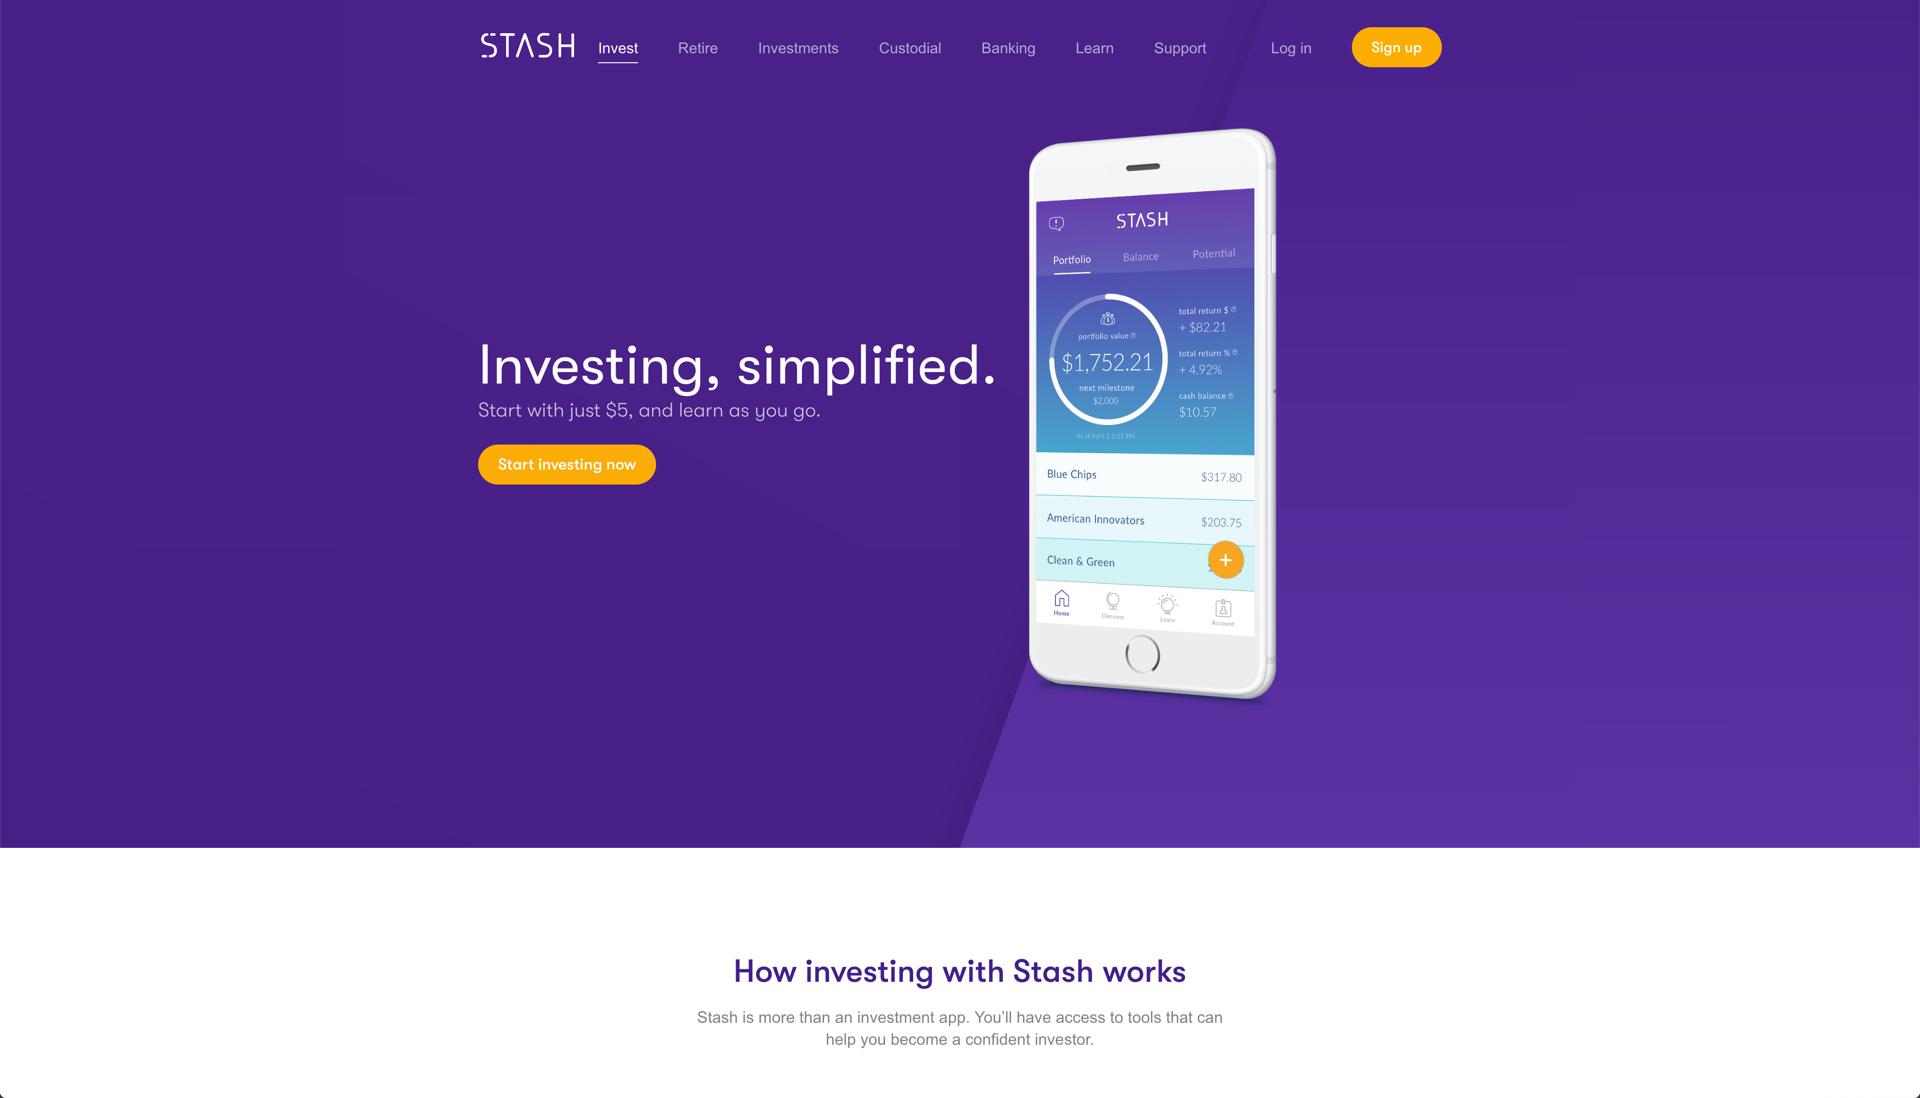 STASH
Invest
Retire
Investments
Custodial
Banking
Learn
Support
Log in
Sign up
Investing, simplified.
Start with just $5, and learn as you go.
Start investing now
STASH
Portfolio
Balance
Potential
portfolio value ?
$1,752.21
next milestone
$2,000
As of April 2 1:05 PM
total return $ ?
+ $82.21
total return % ?
+ 4.92%
cash balance ?
$10.57
Blue Chips
$317.80
American Innovators
$203.75
Clean & Green
+
Home
Discover
Learn
Account
How investing with Stash works
Stash is more than an investment app. You’ll have access to tools that can
help you become a confident investor.